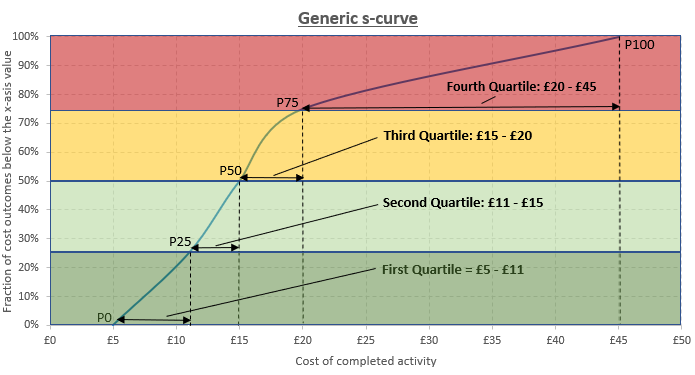 Generic s-curve
Fraction of cost outcomes below the x-axis value
100%
90%
80%
70%
60%
50%
40%
30%
20%
10%
0%
P100
Fourth Quartile: £20 - £45
P75
Third Quartile: £15 - £20
P50
Second Quartile: £11 - £15
P25
First Quartile = £5 - £11
P0
£0 £5 £10 £15 £20 £25 £30 £35 £40 £45 £50
Cost of completed activity